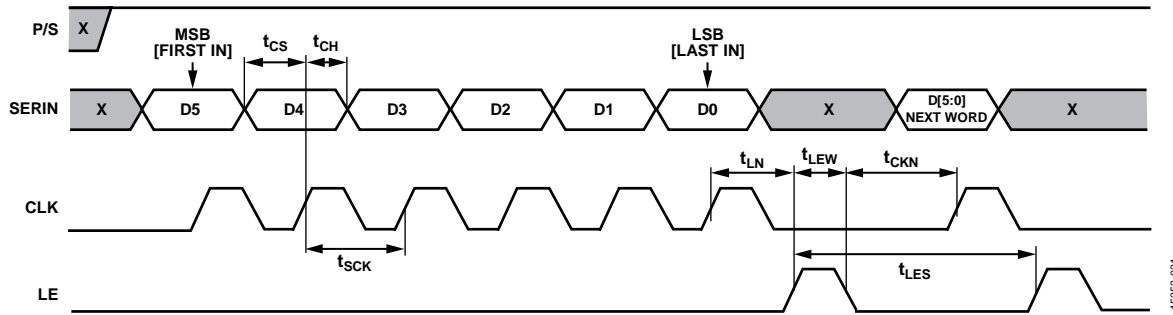 P/S X
MSB
[FIRST IN]
tCS tCH
LSB
[LAST IN]
SERIN X D5 D4 D3 D2 D1 D0 X D[5:0]
NEXT WORD X
tLN tLEW tCKN
CLK
tSCK
tLES
LE